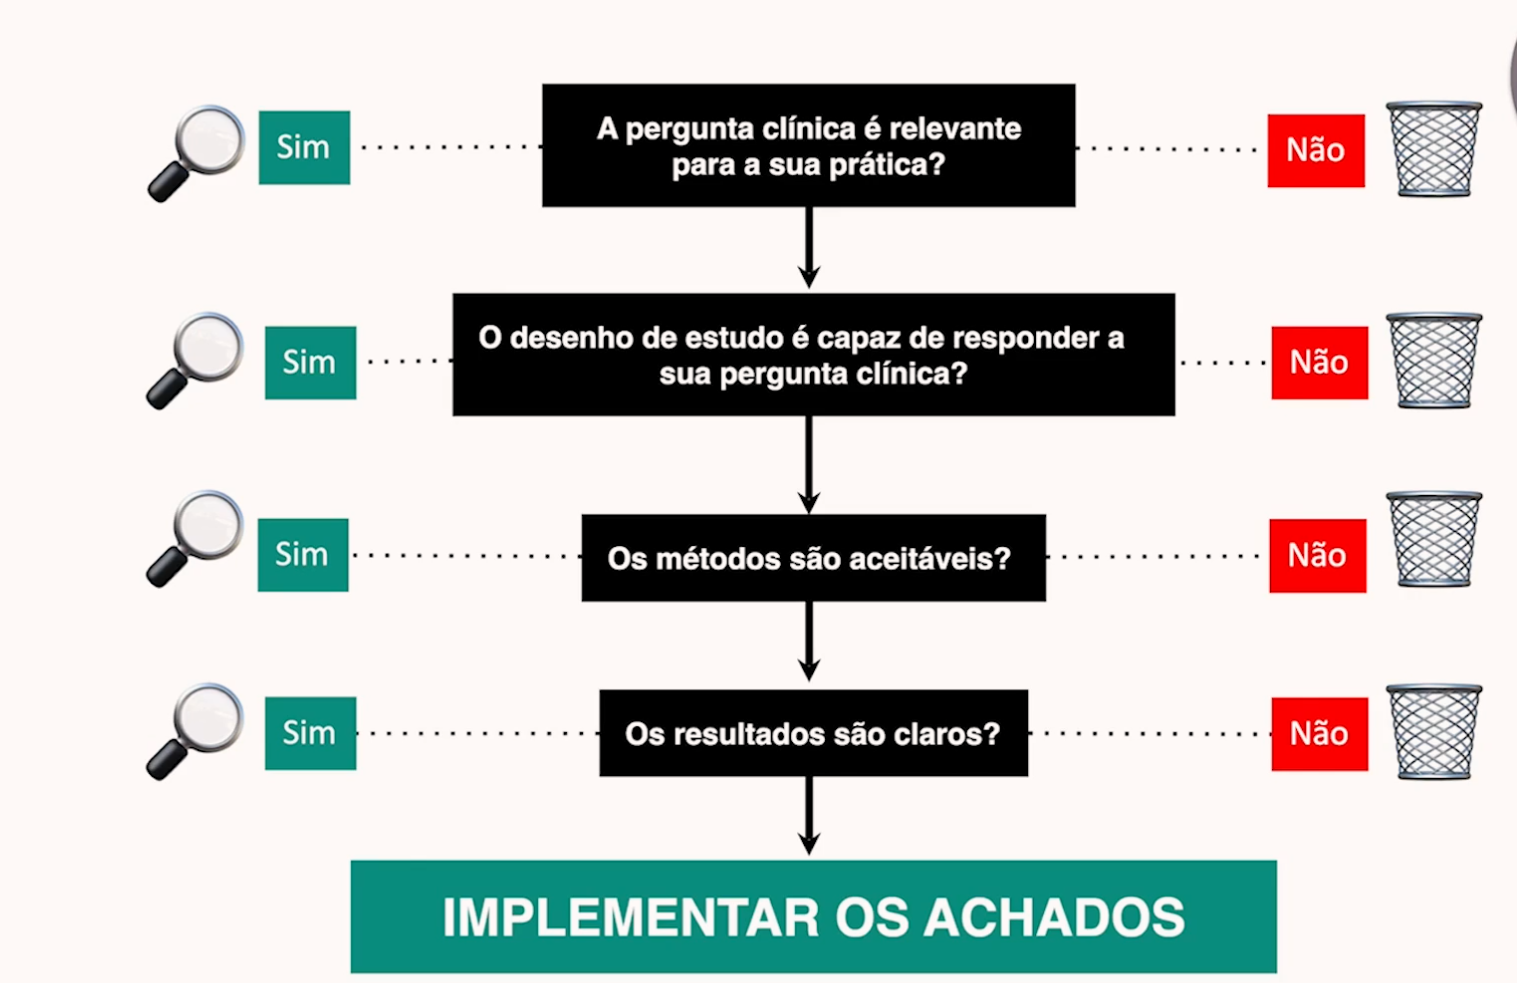 Sim
A pergunta clínica é relevante
para a sua prática?
Não
Sim
O desenho de estudo é capaz de responder a
sua pergunta clínica?
Não
Sim
Os métodos são aceitáveis?
Não
Sim
Os resultados são claros?
Não
IMPLEMENTAR OS ACHADOS